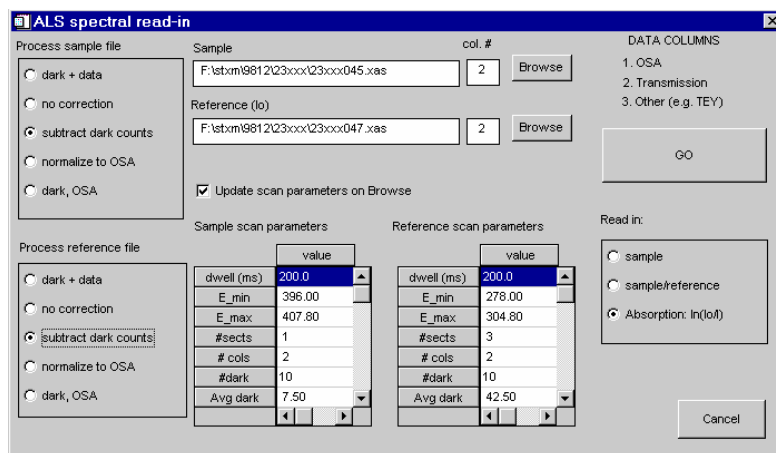 ALS spectral read-in
Process sample file
dark + data
no correction
subtract dark counts
normalize to OSA
dark, OSA
Sample
col. #
F:\stxm\9812\23xxx\23xxx045.xas
2
Browse
Reference (Io)
F:\stxm\9812\23xxx\23xxx047.xas
2
Browse
Update scan parameters on Browse
DATA COLUMNS
1. OSA
2. Transmission
3. Other (e.g. TEY)
GO
Process reference file
dark + data
no correction
subtract dark counts
normalize to OSA
dark, OSA
Sample scan parameters
value
dwell (ms) 200.0
E_min 396.00
E_max 407.80
#sects 1
# cols 2
#dark 10
Avg dark 7.50
Reference scan parameters
value
dwell (ms) 200.0
E_min 278.00
E_max 304.80
#sects 3
# cols 2
#dark 10
Avg dark 42.50
Read in:
sample
sample/reference
Absorption: ln(Io/I)
Cancel